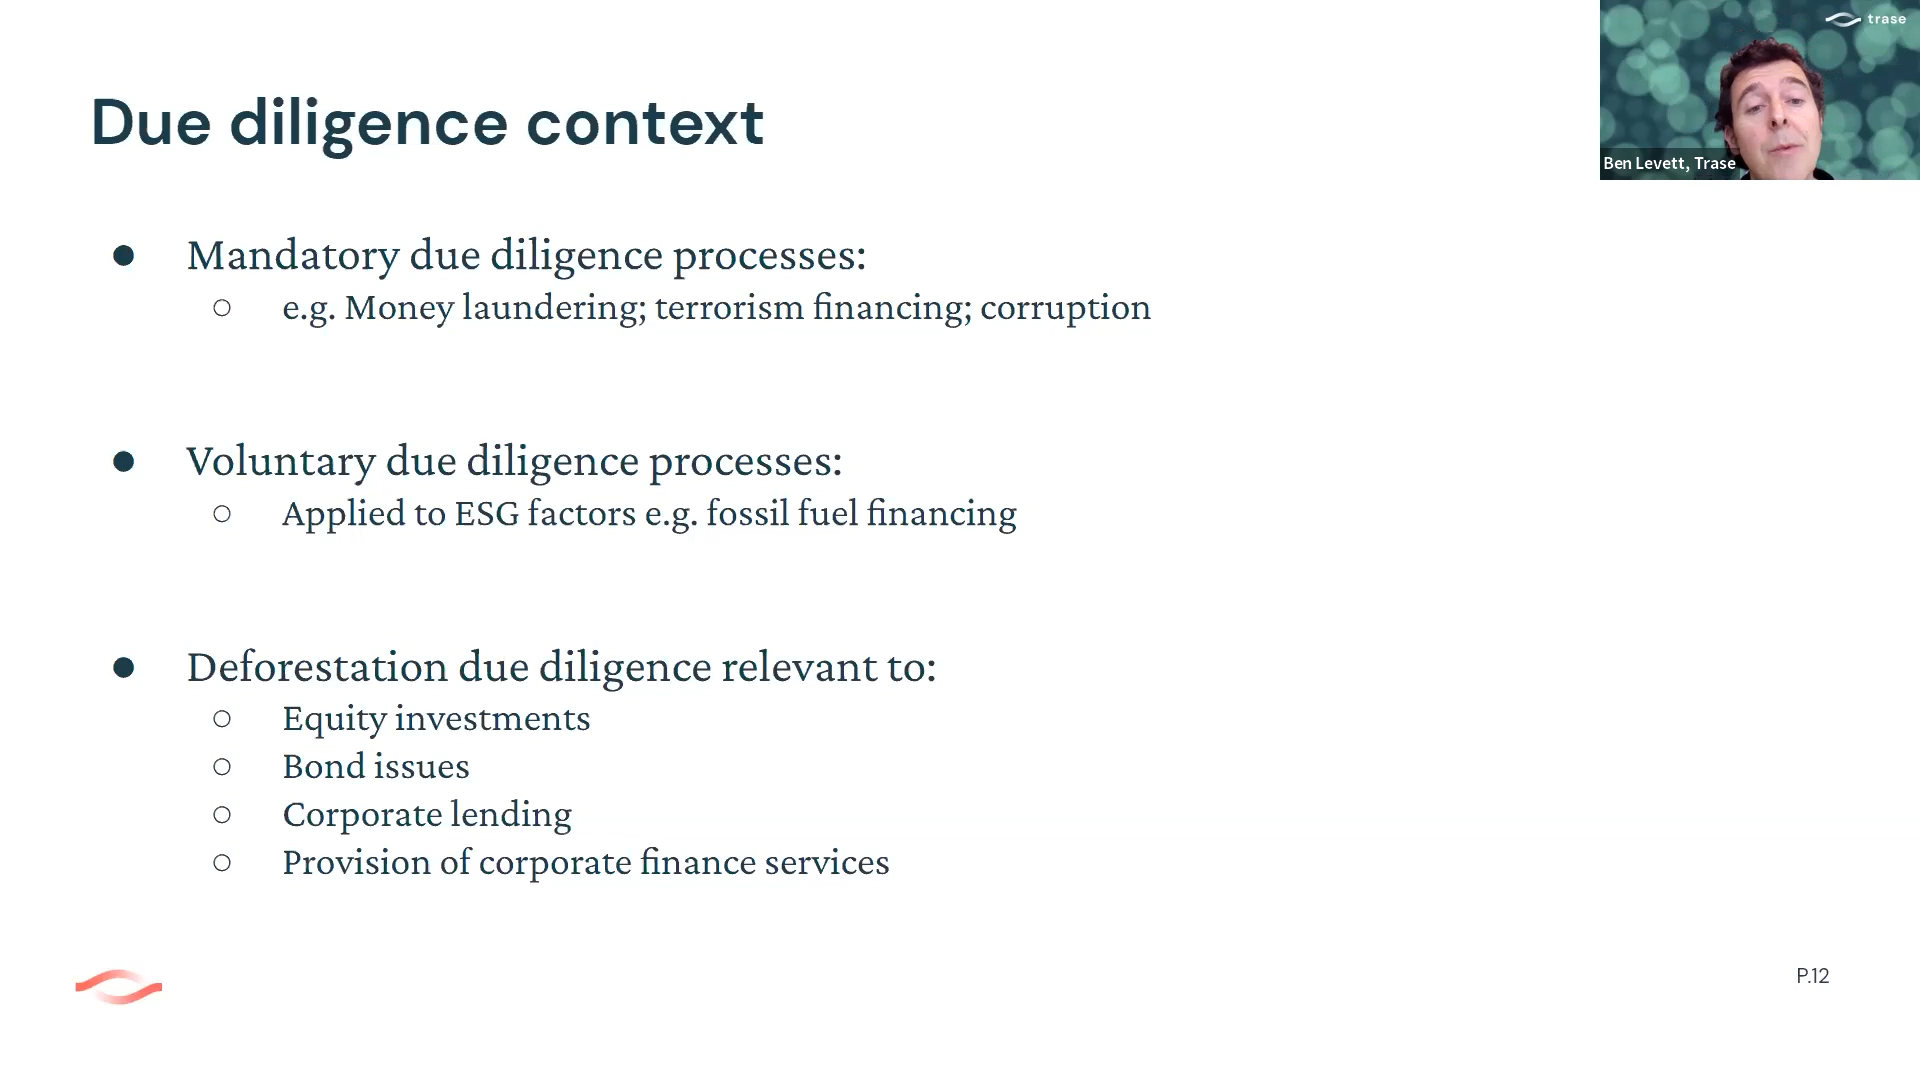 trase
Due diligence context
Ben Levett, Trase
● Mandatory due diligence processes:
○ e.g. Money laundering; terrorism financing; corruption
● Voluntary due diligence processes:
○ Applied to ESG factors e.g. fossil fuel financing
● Deforestation due diligence relevant to:
○ Equity investments
○ Bond issues
○ Corporate lending
○ Provision of corporate finance services
P.12